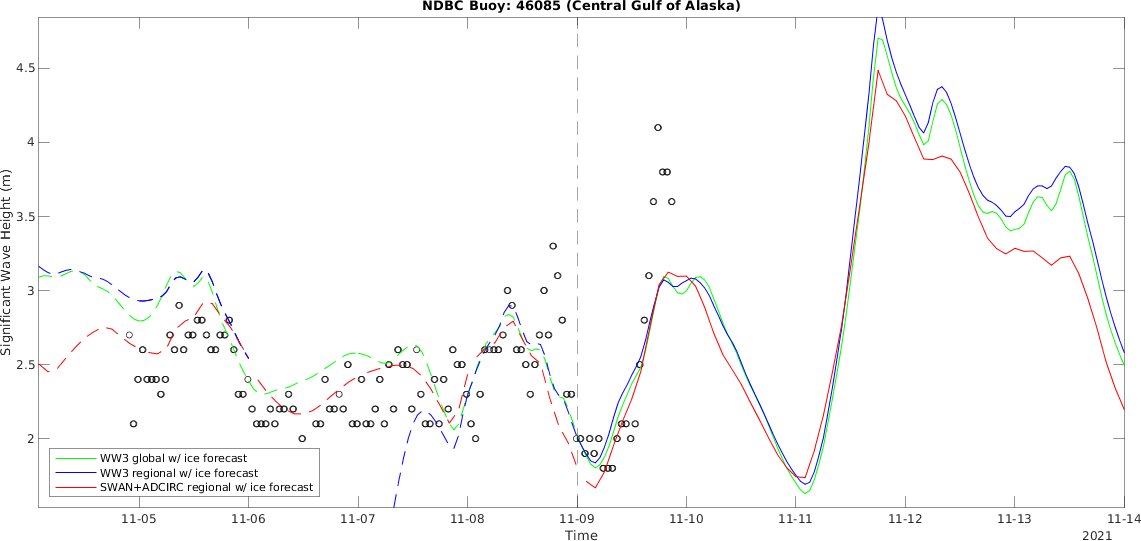 NDBC Buoy: 46085 (Central Gulf of Alaska)
Significant Wave Height (m)
4.5
4
3.5
3
2.5
2
WW3 global w/ ice forecast
WW3 regional w/ ice forecast
SWAN+ADCIRC regional w/ ice forecast
11-05 11-06 11-07 11-08 11-09 11-10 11-11 11-12 11-13 11-14
Time
2021